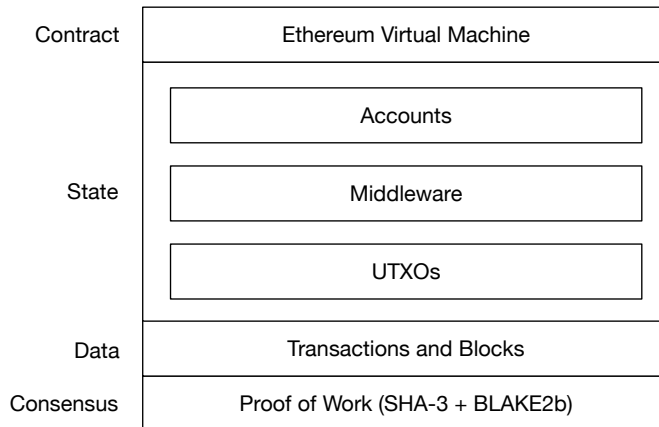 Contract Ethereum Virtual Machine
Accounts
State Middleware
UTXOs
Data Transactions and Blocks
Consensus Proof of Work (SHA-3 + BLAKE2b)